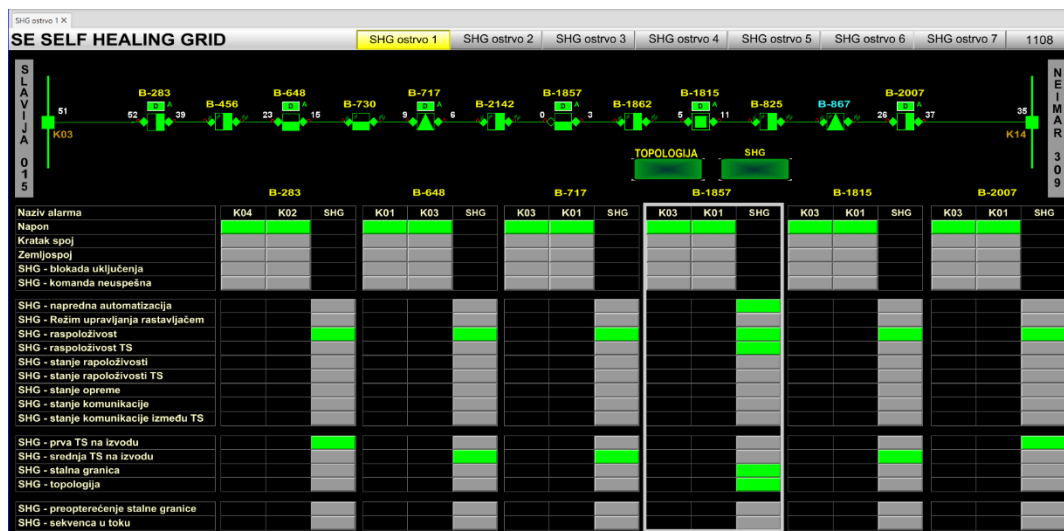 SHG ostrvo 1 ×
SE SELF HEALING GRID
SHG ostrvo 1 SHG ostrvo 2 SHG ostrvo 3 SHG ostrvo 4 SHG ostrvo 5 SHG ostrvo 6 SHG ostrvo 7 1108
SLAVIJA 015
NEIMAR 309
B-283 B-648 B-717 B-1857 B-1815 B-867 B-2007
B-456 B-730 B-2142 B-1862 B-825
D A D A D A D A D A D A
51 52 39 23 15 9 6 0 3 5 11 26 37 35
K03 K14
TOPOLOGIJA SHG
B-283 B-648 B-717 B-1857 B-1815 B-2007
Naziv alarma K04 K02 SHG K01 K03 SHG K03 K01 SHG K03 K01 SHG K03 K01 SHG K03 K01 SHG
Napon
Kratak spoj
Zemljospoj
SHG - blokada uključenja
SHG - komanda neuspešna
SHG - napredna automatizacija
SHG - Režim upravljanja rastavljačem
SHG - raspoloživost
SHG - raspoloživost TS
SHG - stanje rapoloživosti
SHG - stanje rapoloživosti TS
SHG - stanje opreme
SHG - stanje komunikacije
SHG - stanje komunikacije između TS
SHG - prva TS na izvodu
SHG - srednja TS na izvodu
SHG - stalna granica
SHG - topologija
SHG - preopterećenje stalne granice
SHG - sekvenca u toku